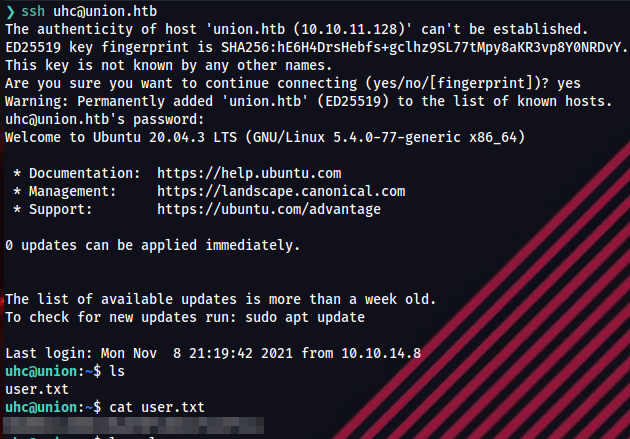 ❯ ssh uhc@union.htb
The authenticity of host 'union.htb (10.10.11.128)' can't be established.
ED25519 key fingerprint is SHA256:hE6H4DrsHebfs+gclhz9SL77tMpy8aKR3vp8Y0NRDvY.
This key is not known by any other names.
Are you sure you want to continue connecting (yes/no/[fingerprint])? yes
Warning: Permanently added 'union.htb' (ED25519) to the list of known hosts.
uhc@union.htb's password:
Welcome to Ubuntu 20.04.3 LTS (GNU/Linux 5.4.0-77-generic x86_64)
* Documentation: https://help.ubuntu.com
* Management: https://landscape.canonical.com
* Support: https://ubuntu.com/advantage
0 updates can be applied immediately.
The list of available updates is more than a week old.
To check for new updates run: sudo apt update
Last login: Mon Nov 8 21:19:42 2021 from 10.10.14.8
uhc@union:~$ ls
user.txt
uhc@union:~$ cat user.txt